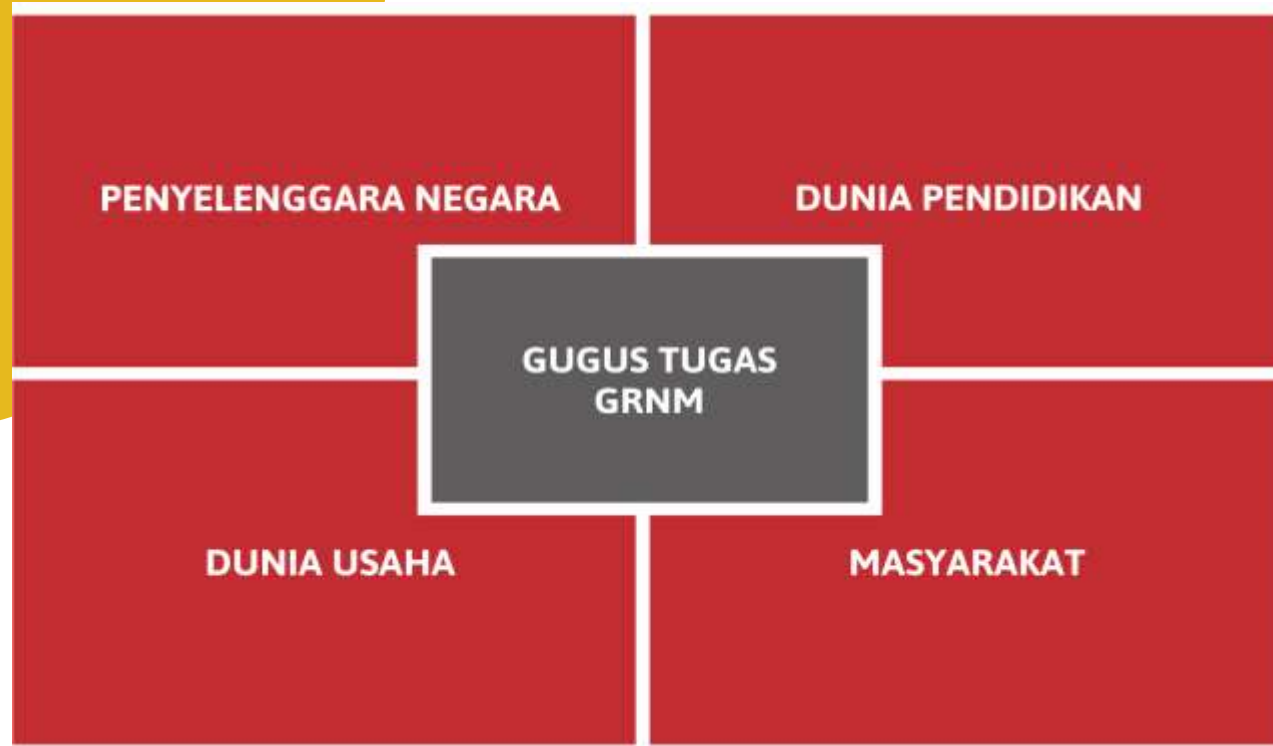 PENYELENGGARA NEGARA
DUNIA PENDIDIKAN
GUGUS TUGAS
GRNM
DUNIA USAHA
MASYARAKAT